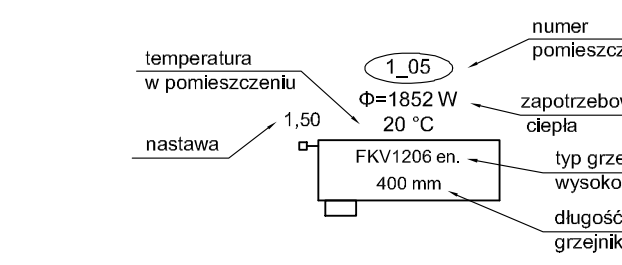 numer
pomieszcz
temperatura
w pomieszczeniu
1_05
Φ=1852 W
zapotrzebow
ciepła
1,50
20 °C
nastawa
FKV1206 en.
typ grze
wysoko
400 mm
długość
grzejnik